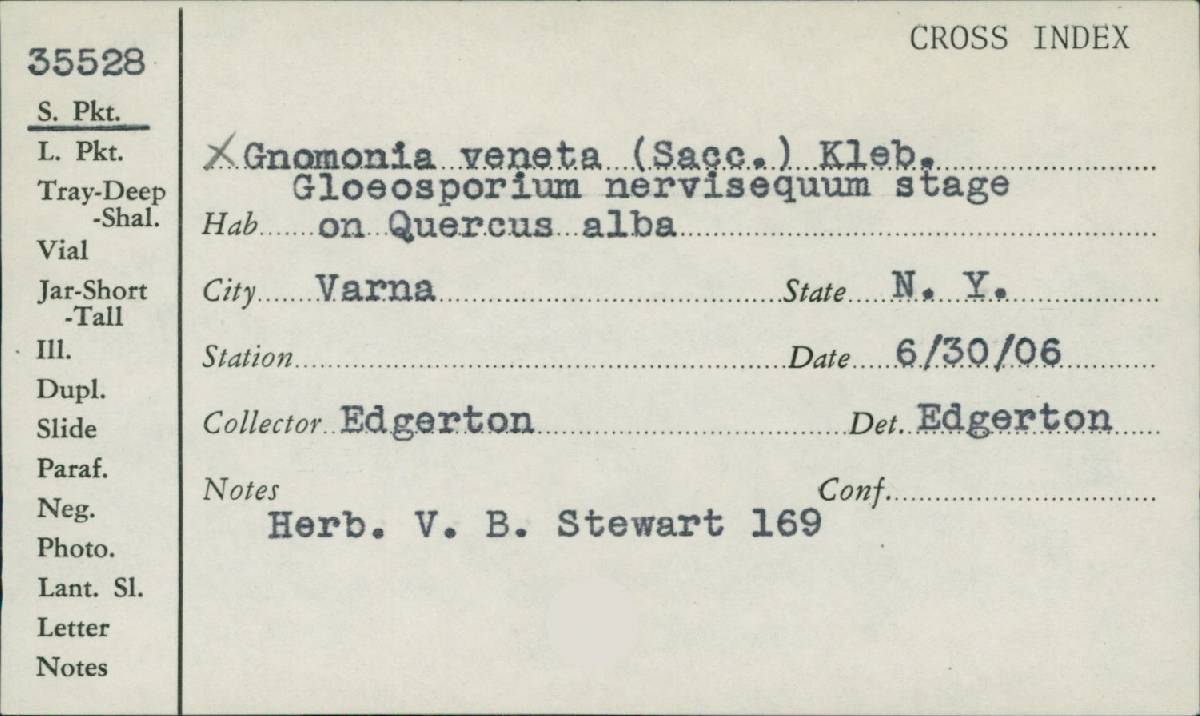 CROSS INDEX
35528
S. Pkt.
L. Pkt.
Tray-Deep
-Shal.
Vial
Jar-Short
-Tall
Ill.
Dupl.
Slide
Paraf.
Neg.
Photo.
Lant. Sl.
Letter
Notes
X Gnomonia veneta (Sacc.) Kleb.
Gloeosporium nervisequum stage
Hab on Quercus alba
City Varna State N. Y.
Station Date 6/30/06
Collector Edgerton Det. Edgerton
Notes Conf.
Herb. V. B. Stewart 169